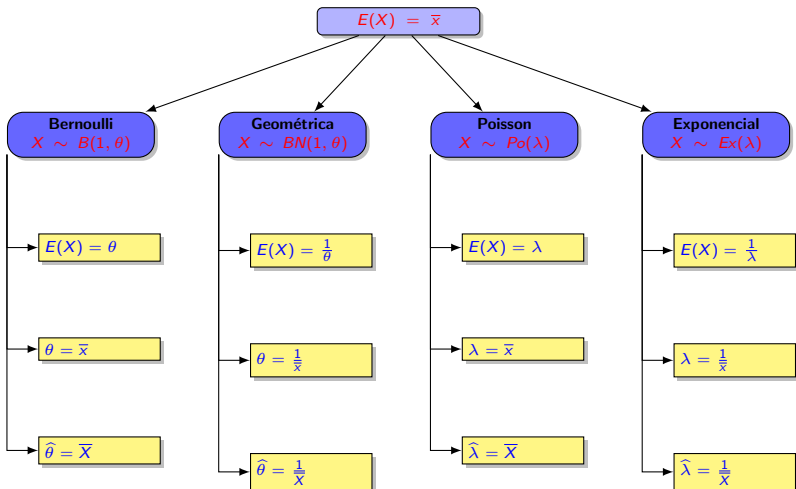 E(X) = x̅
Bernoulli
X ∼ B(1, θ)
E(X) = θ
θ = x̅
θ̂ = X̅
Geométrica
X ∼ BN(1, θ)
E(X) = 1/θ
θ = 1/x̅
θ̂ = 1/X̅
Poisson
X ∼ Po(λ)
E(X) = λ
λ = x̅
λ̂ = X̅
Exponencial
X ∼ Ex(λ)
E(X) = 1/λ
λ = 1/x̅
λ̂ = 1/X̅